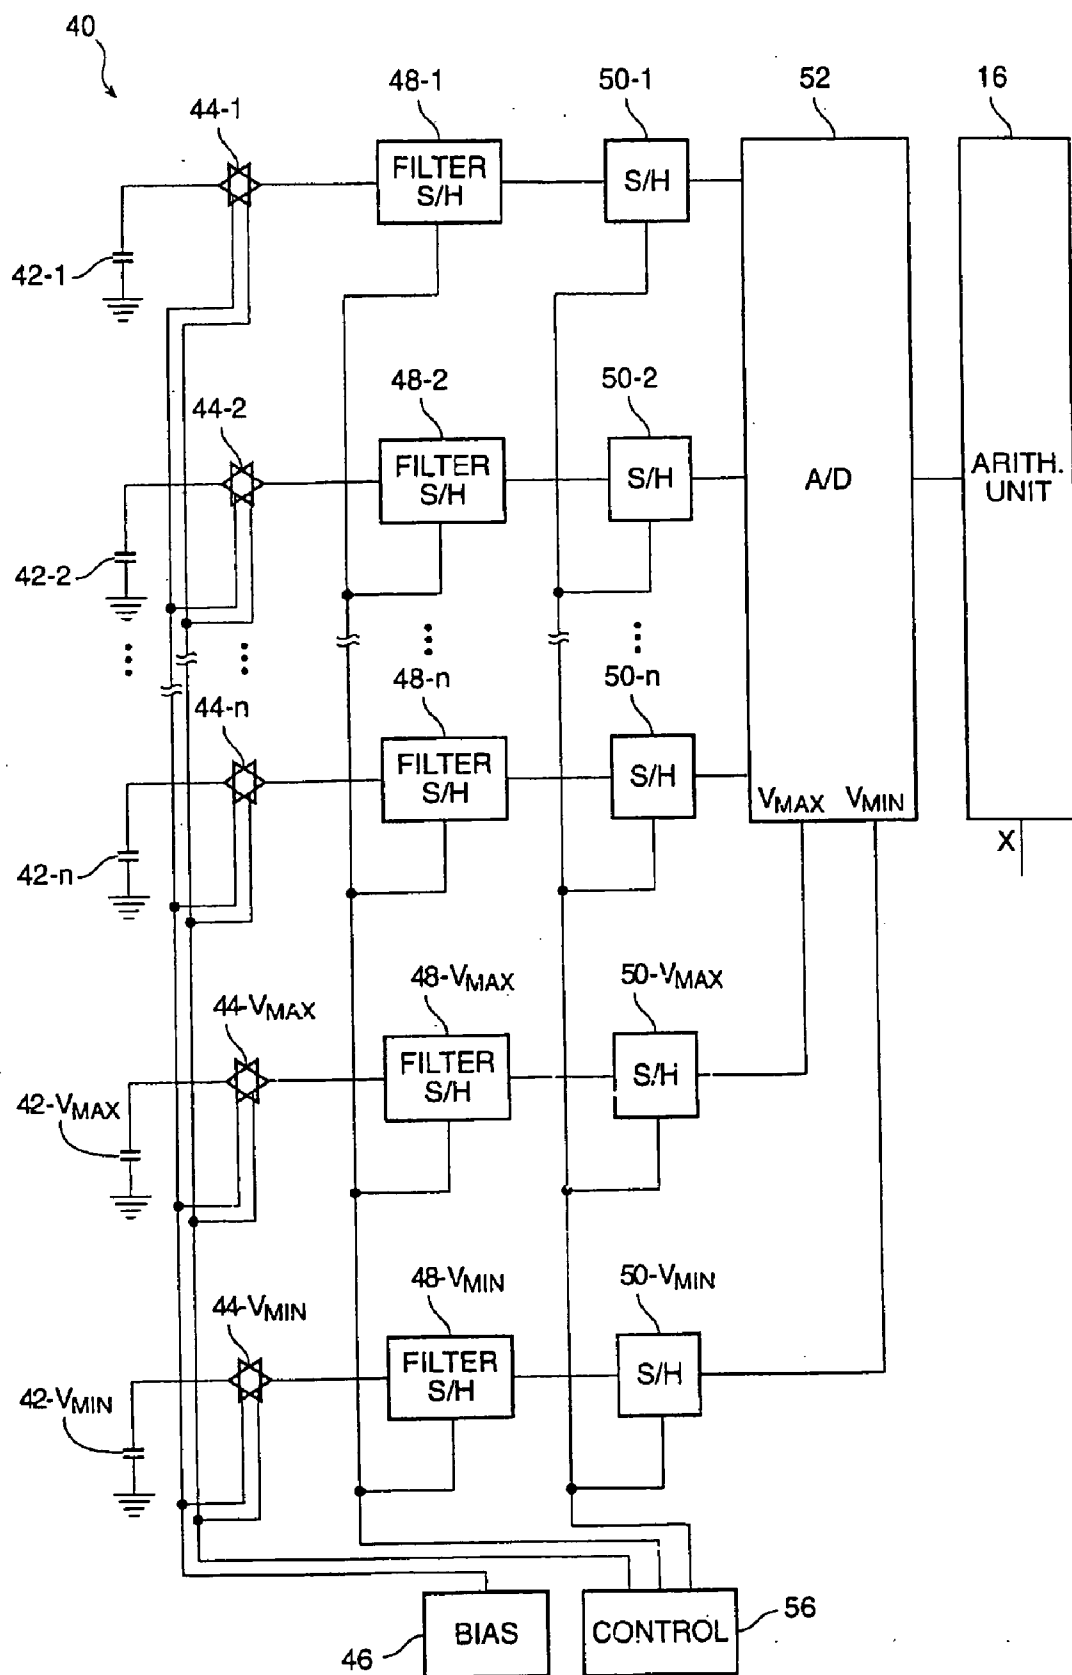 40
44-1
48-1
50-1
52
16
FILTER
S/H
S/H
42-1
44-2
48-2
50-2
FILTER
S/H
S/H
A/D
ARITH.
UNIT
42-2
44-n
48-n
50-n
FILTER
S/H
S/H
VMAX VMIN
X
42-n
44-VMAX
48-VMAX
50-VMAX
FILTER
S/H
S/H
42-VMAX
44-VMIN
48-VMIN
50-VMIN
FILTER
S/H
S/H
42-VMIN
46
BIAS
CONTROL
56